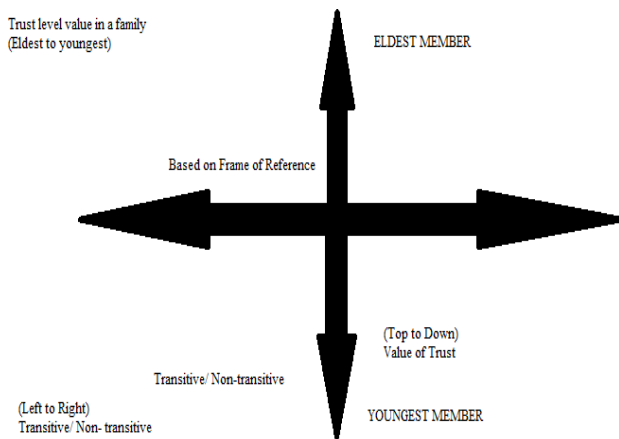 Trust level value in a family
(Eldest to youngest)
ELDEST MEMBER
Based on Frame of Reference
(Top to Down)
Value of Trust
Transitive/ Non-transitive
(Left to Right)
Transitive/ Non- transitive
YOUNGEST MEMBER